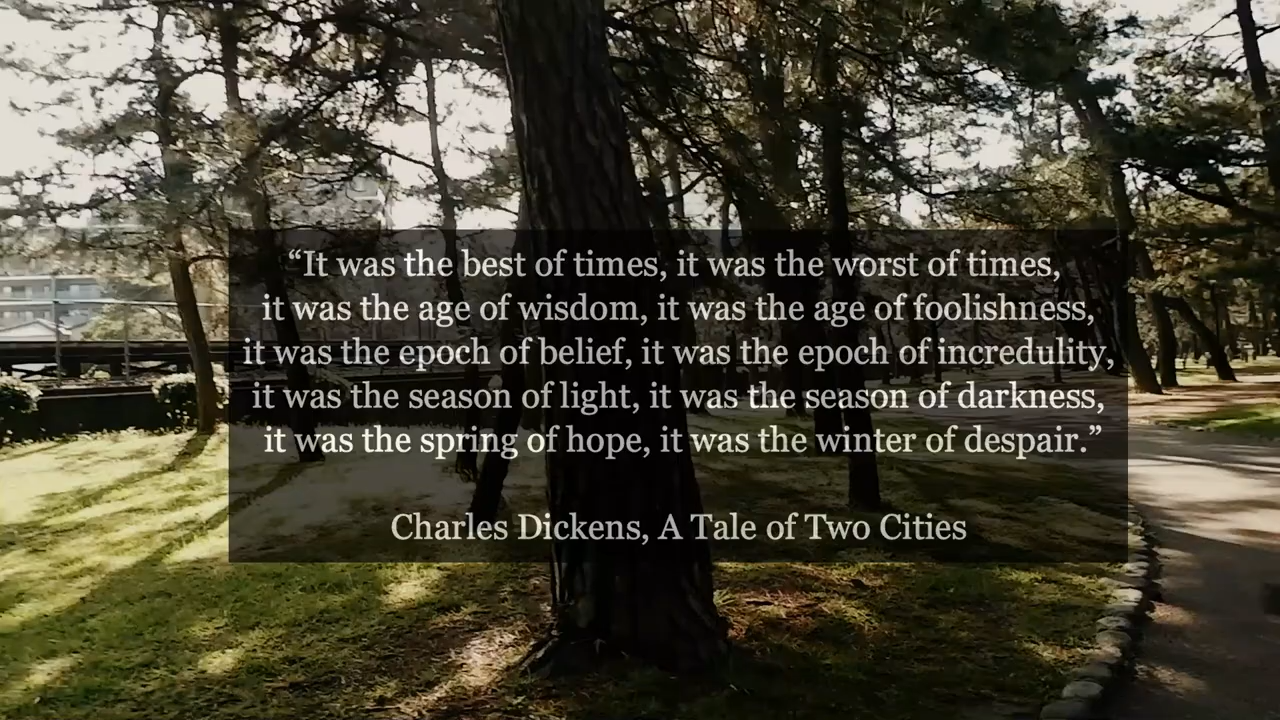 “It was the best of times, it was the worst of times,
it was the age of wisdom, it was the age of foolishness,
it was the epoch of belief, it was the epoch of incredulity,
it was the season of light, it was the season of darkness,
it was the spring of hope, it was the winter of despair.”
Charles Dickens, A Tale of Two Cities